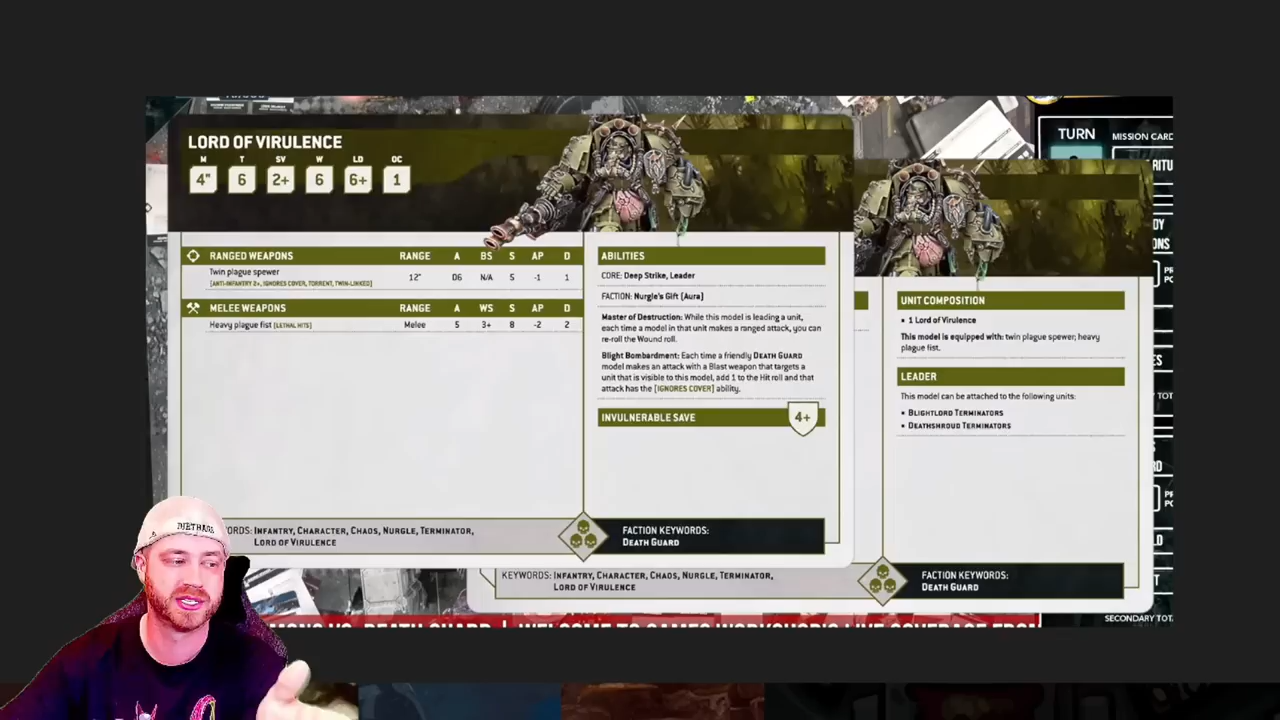 LORD OF VIRULENCE
M T SV W LD OC
4" 6 2+ 6 6+ 1
RANGED WEAPONS RANGE A BS S AP D
Twin plague spewer 12" D6 N/A 5 -1 1
[ANTI-INFANTRY 2+, IGNORES COVER, TORRENT, TWIN-LINKED]
MELEE WEAPONS RANGE A WS S AP D
Heavy plague fist [LETHAL HITS] Melee 5 3+ 8 -2 2
ABILITIES
CORE: Deep Strike, Leader
FACTION: Nurgle's Gift (Aura)
Master of Destruction: While this model is leading a unit,
each time a model in that unit makes a ranged attack, you can
re-roll the Wound roll.
Blight Bombardment: Each time a friendly DEATH GUARD
model makes an attack with a Blast weapon that targets a
unit that is visible to this model, add 1 to the Hit roll and that
attack has the [IGNORES COVER] ability.
INVULNERABLE SAVE 4+
INFANTRY, CHARACTER, CHAOS, NURGLE, TERMINATOR,
LORD OF VIRULENCE
FACTION KEYWORDS:
DEATH GUARD
UNIT COMPOSITION
• 1 Lord of Virulence
This model is equipped with: twin plague spewer; heavy
plague fist.
LEADER
This model can be attached to the following units:
• BLIGHTLORD TERMINATORS
• DEATHSHROUD TERMINATORS
KEYWORDS: INFANTRY, CHARACTER, CHAOS, NURGLE, TERMINATOR,
LORD OF VIRULENCE
FACTION KEYWORDS:
DEATH GUARD
TURN MISSION CARD
SECONDARY TOT